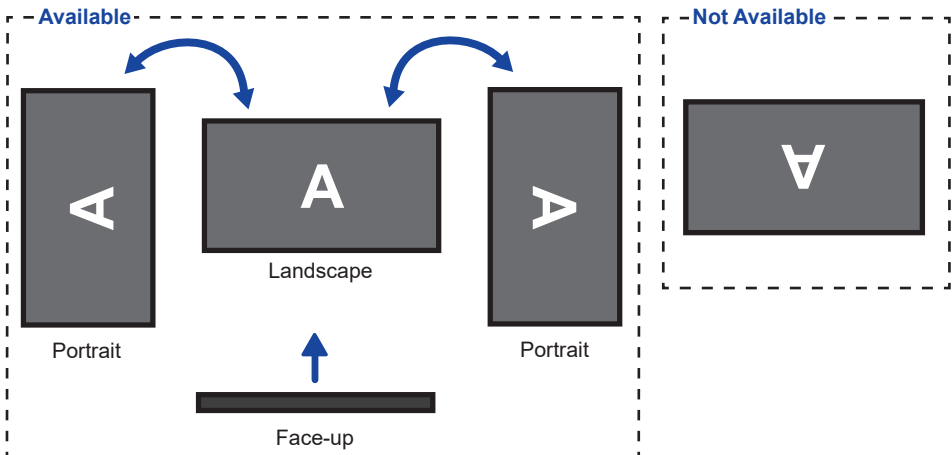 Available
Not Available
A
A
A
A
Landscape
Portrait
Portrait
Face-up